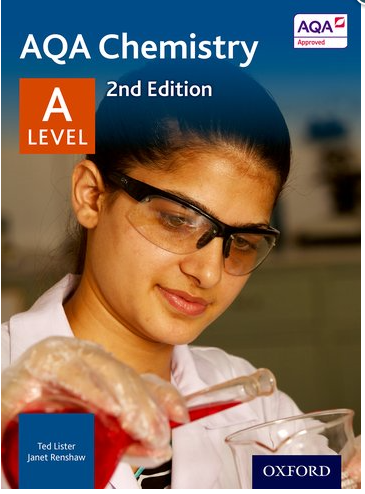 AQA Chemistry
AQA
Approved
2nd Edition
A
LEVEL
Ted Lister
Janet Renshaw
OXFORD